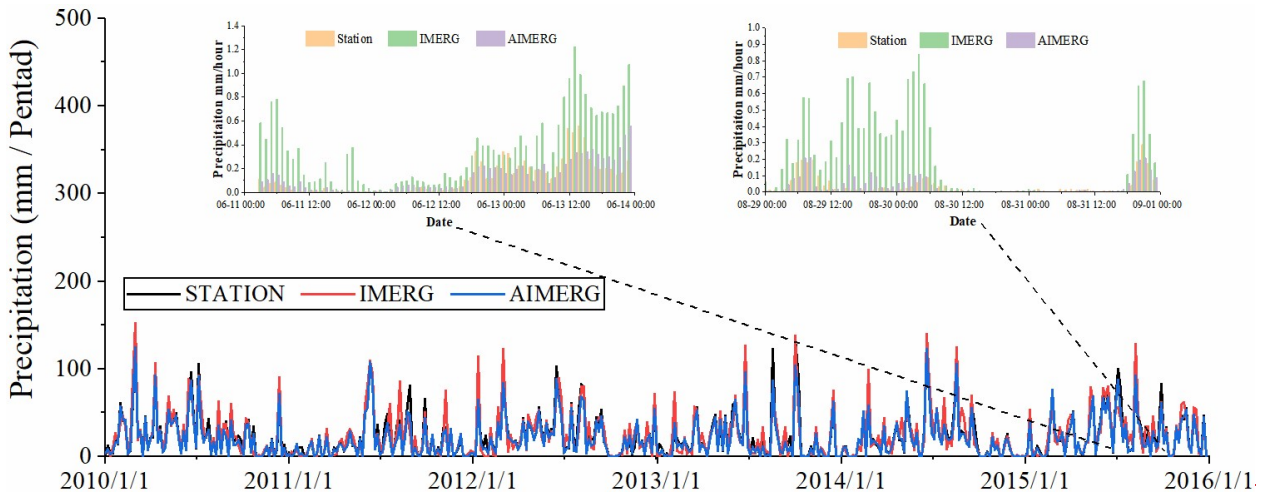 500
400
300
200
100
0
Precipitation (mm / Pentad)
1.4
1.2
1.0
0.8
0.6
0.4
0.2
0.0
Precipitaiton mm/hour
Station IMERG AIMERG
06-11 00:00 06-11 12:00 06-12 00:00 06-12 12:00 06-13 00:00 06-13 12:00 06-14 00:00
Date
1.0
0.9
0.8
0.7
0.6
0.5
0.4
0.3
0.2
0.1
0.0
Precipitaiton mm/hour
Station IMERG AIMERG
08-29 00:00 08-29 12:00 08-30 00:00 08-30 12:00 08-31 00:00 08-31 12:00 09-01 00:00
Date
STATION IMERG AIMERG
2010/1/1 2011/1/1 2012/1/1 2013/1/1 2014/1/1 2015/1/1 2016/1/1